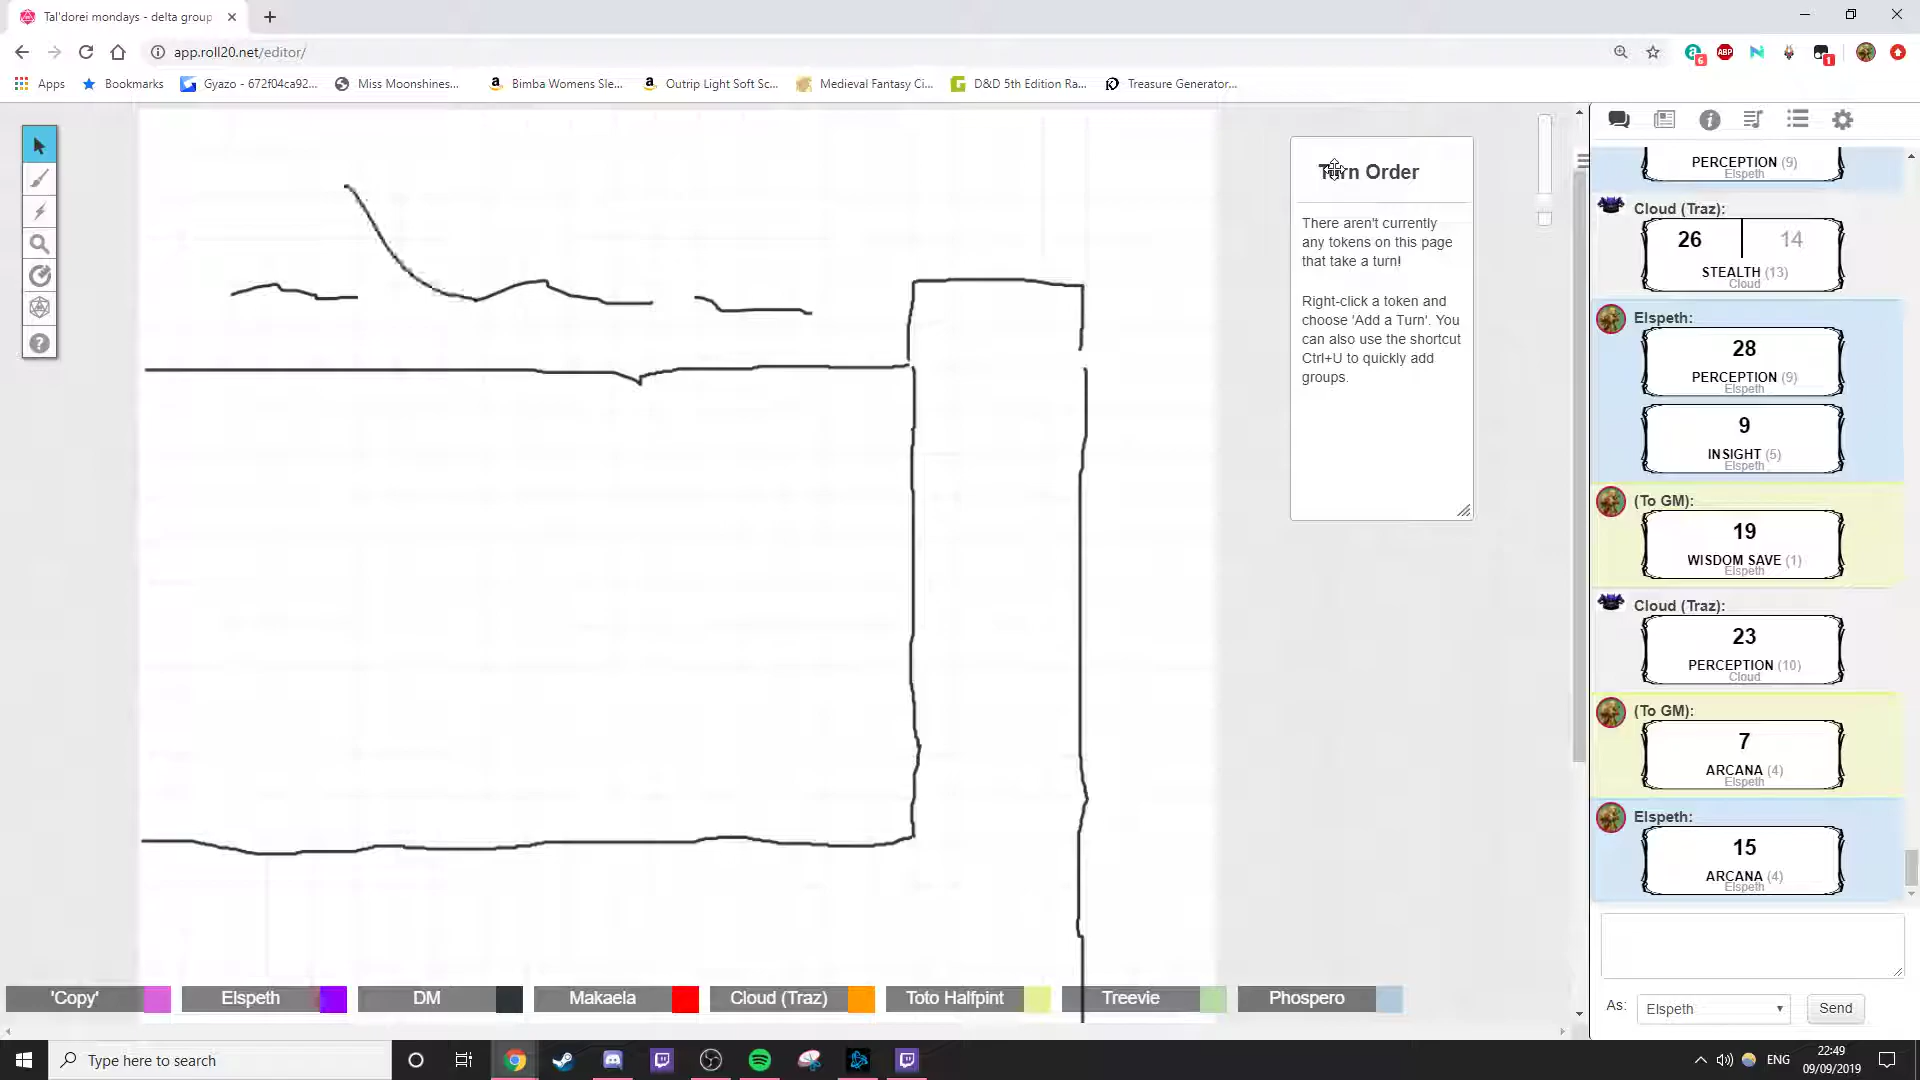 Tal'dorei mondays - delta group
app.roll20.net/editor/
Apps
Bookmarks
Gyazo - 672f04ca92...
Miss Moonshines...
Bimba Womens Sle...
Outrip Light Soft Sc...
Medieval Fantasy Ci...
D&D 5th Edition Ra...
Treasure Generator...
Turn Order
There aren't currently
any tokens on this page
that take a turn!
Right-click a token and
choose 'Add a Turn'. You
can also use the shortcut
Ctrl+U to quickly add
groups.
PERCEPTION (9)
Elspeth
Cloud (Traz):
26 14
STEALTH (13)
Cloud
Elspeth:
28
PERCEPTION (9)
Elspeth
9
INSIGHT (5)
Elspeth
(To GM):
19
WISDOM SAVE (1)
Elspeth
Cloud (Traz):
23
PERCEPTION (10)
Cloud
(To GM):
7
ARCANA (4)
Elspeth
Elspeth:
15
ARCANA (4)
Elspeth
As: Elspeth Send
'Copy'
Elspeth
DM
Makaela
Cloud (Traz)
Toto Halfpint
Treevie
Phospero
Type here to search
ENG
22:49
09/09/2019